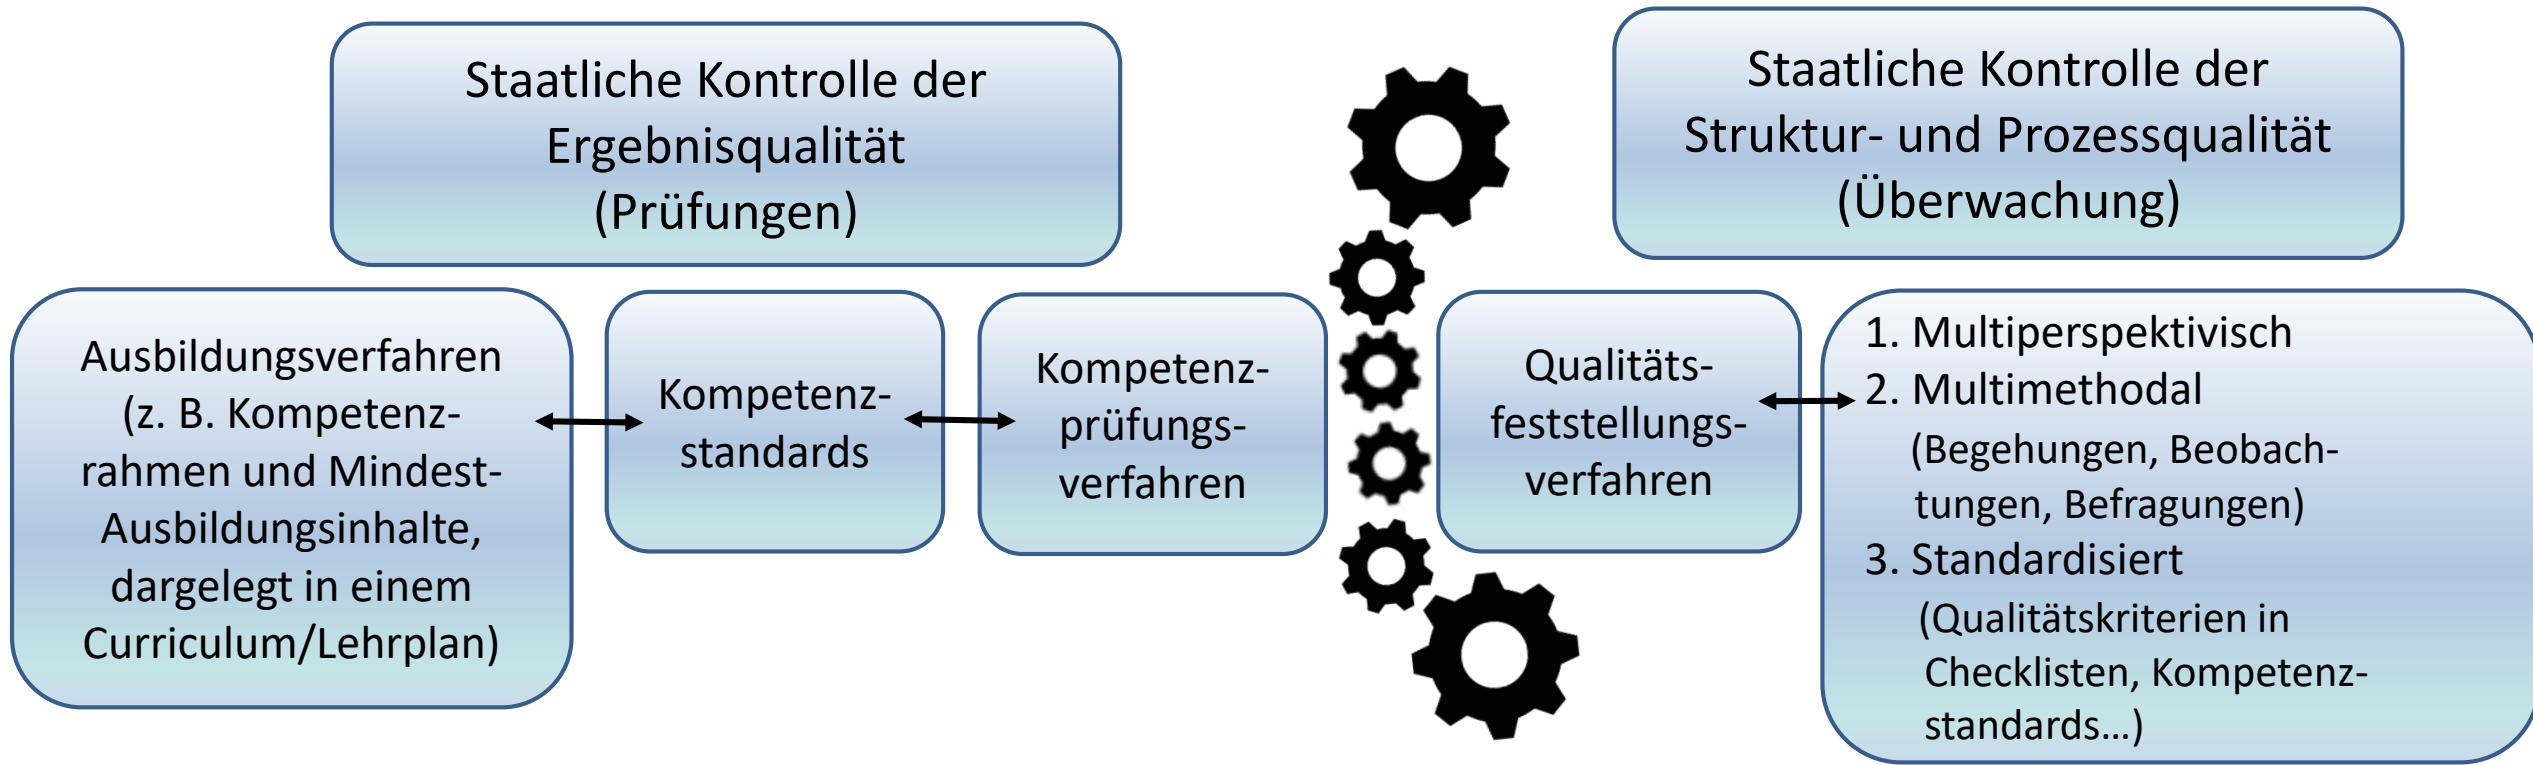 Staatliche Kontrolle der
Ergebnisqualität
(Prüfungen)
Staatliche Kontrolle der
Struktur- und Prozessqualität
(Überwachung)
Ausbildungsverfahren
(z. B. Kompetenz-
rahmen und Mindest-
Ausbildungsinhalte,
dargelegt in einem
Curriculum/Lehrplan)
Kompetenz-
standards
Kompetenz-
prüfungs-
verfahren
Qualitäts-
feststellungs-
verfahren
1. Multiperspektivisch
2. Multimethodal
(Begehungen, Beobach-
tungen, Befragungen)
3. Standardisiert
(Qualitätskriterien in
Checklisten, Kompetenz-
standards…)